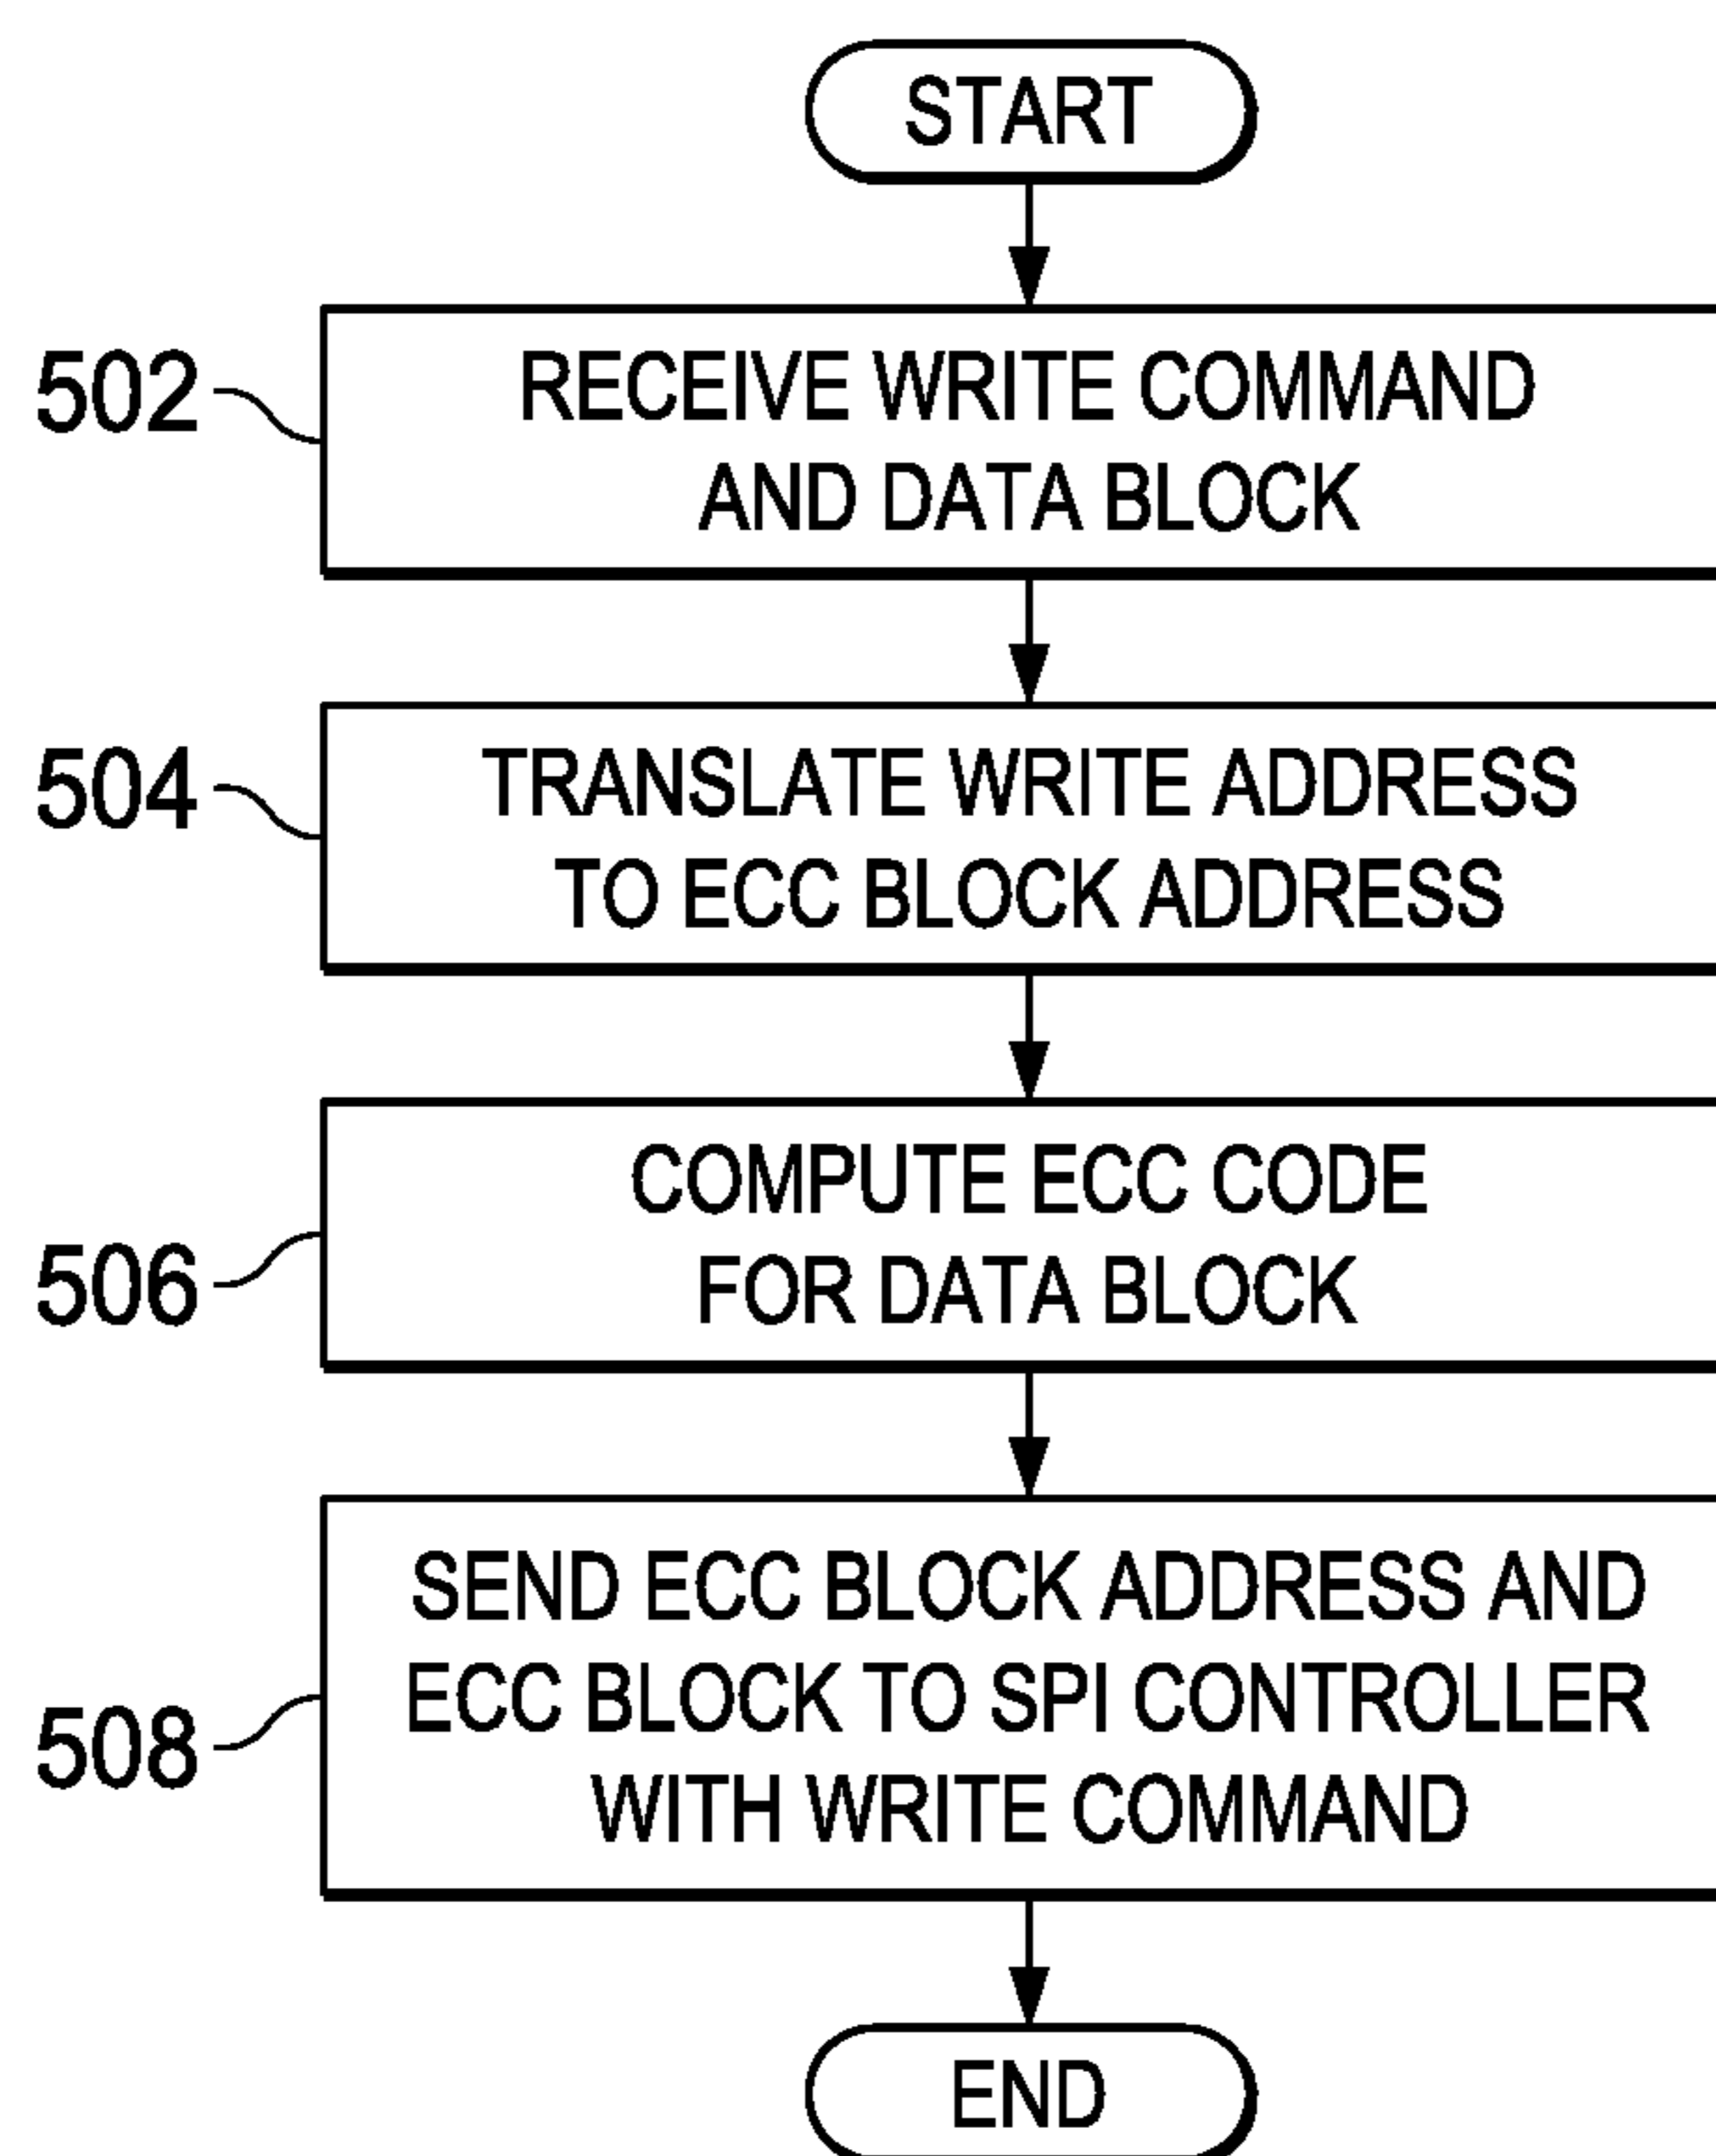 START
502
RECEIVE WRITE COMMAND
AND DATA BLOCK
504
TRANSLATE WRITE ADDRESS
TO ECC BLOCK ADDRESS
506
COMPUTE ECC CODE
FOR DATA BLOCK
508
SEND ECC BLOCK ADDRESS AND
ECC BLOCK TO SPI CONTROLLER
WITH WRITE COMMAND
END